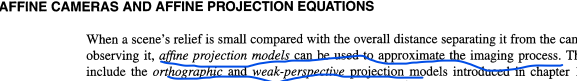 AFFINE CAMERAS AND AFFINE PROJECTION EQUATIONS
When a scene's relief is small compared with the overall distance separating it from the
observing it, affine projection models can be used to approximate the imaging process.
include the orthographic and weak-perspective projection models introduced in chapter